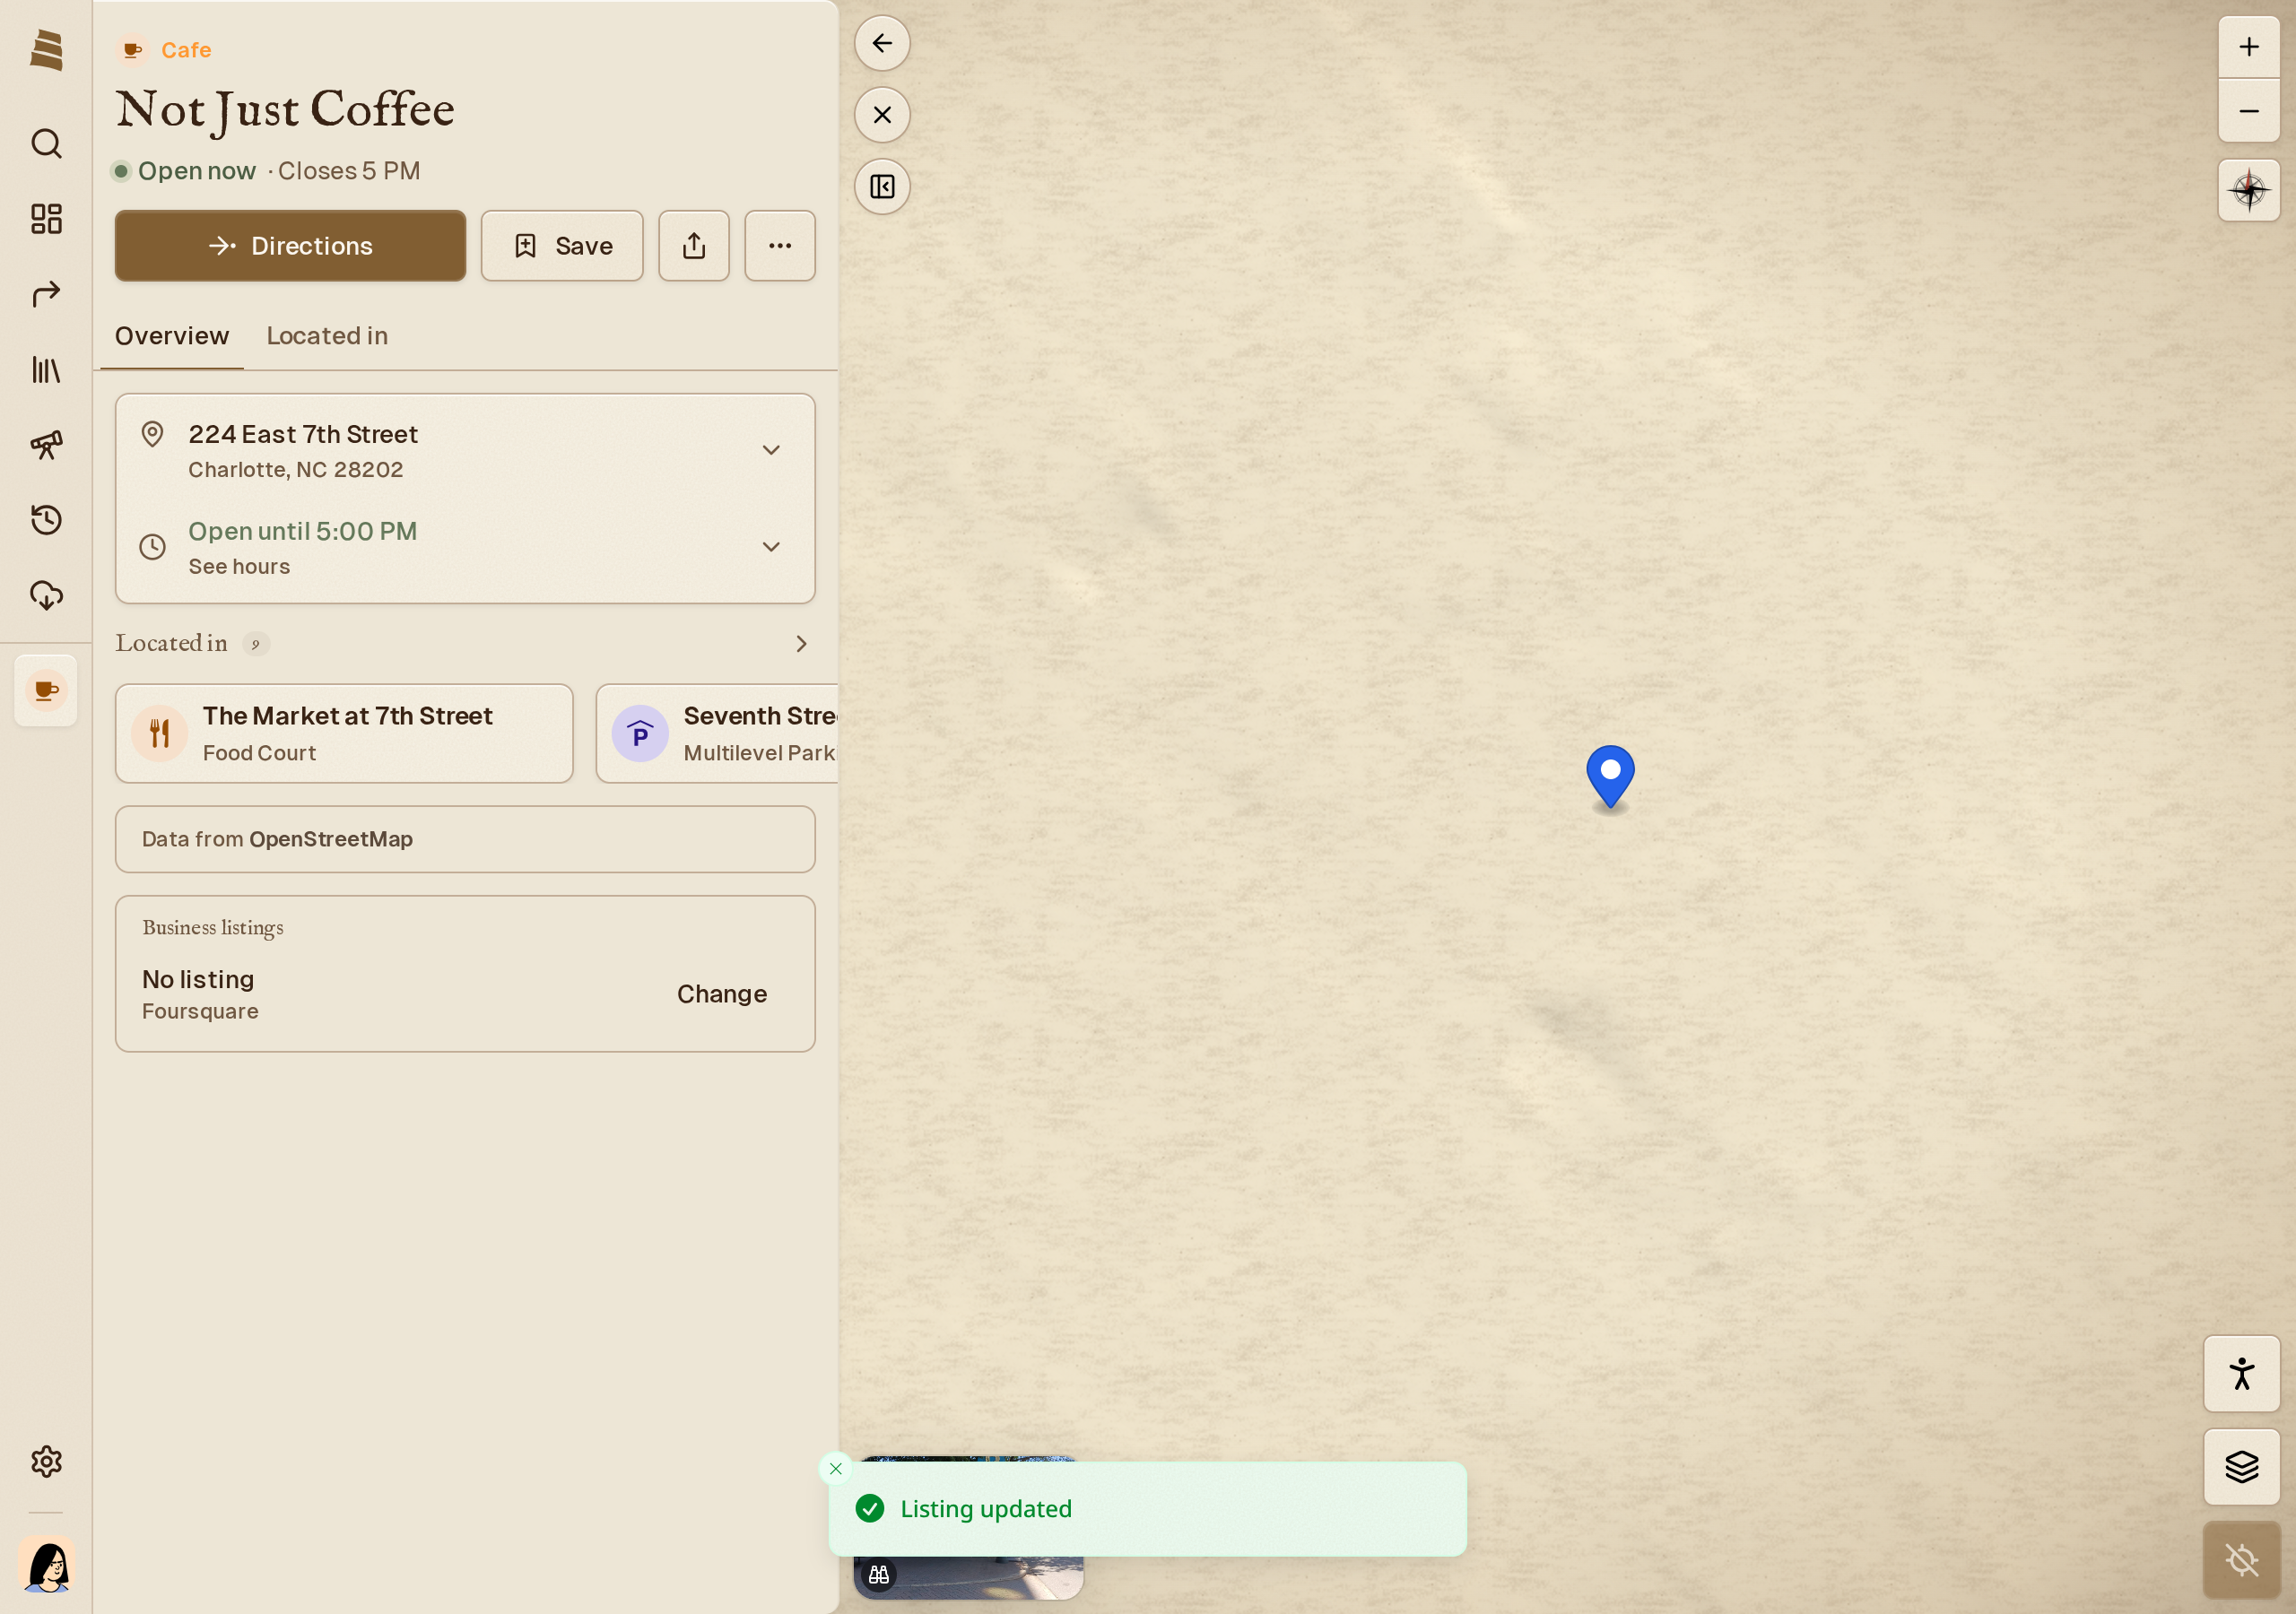 Cafe
Not Just Coffee
Open now · Closes 5 PM
Directions
Save
Overview
Located in
224 East 7th Street
Charlotte, NC 28202
Open until 5:00 PM
See hours
Located in 9
The Market at 7th Street
Food Court
Seventh Stre
Multilevel Park
P
Data from OpenStreetMap
Business listings
No listing
Foursquare
Change
Listing updated